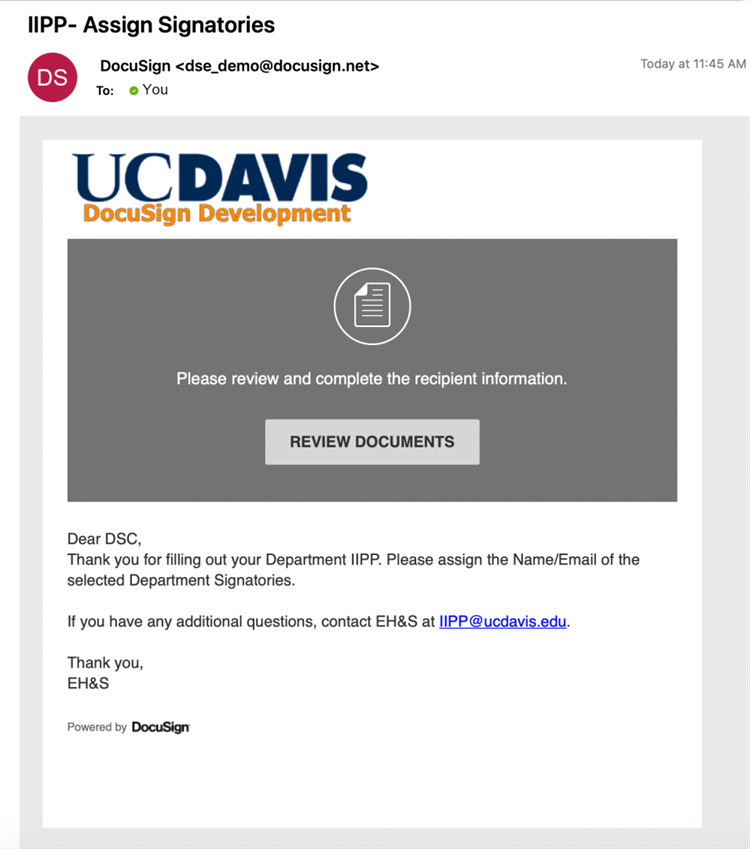 IIPP- Assign Signatories
DS
DocuSign <dse_demo@docusign.net>
Today at 11:45 AM
To: You
UCDAVIS
DocuSign Development
Please review and complete the recipient information.
REVIEW DOCUMENTS
Dear DSC,
Thank you for filling out your Department IIPP. Please assign the Name/Email of the
selected Department Signatories.
If you have any additional questions, contact EH&S at IIPP@ucdavis.edu.
Thank you,
EH&S
Powered by DocuSign